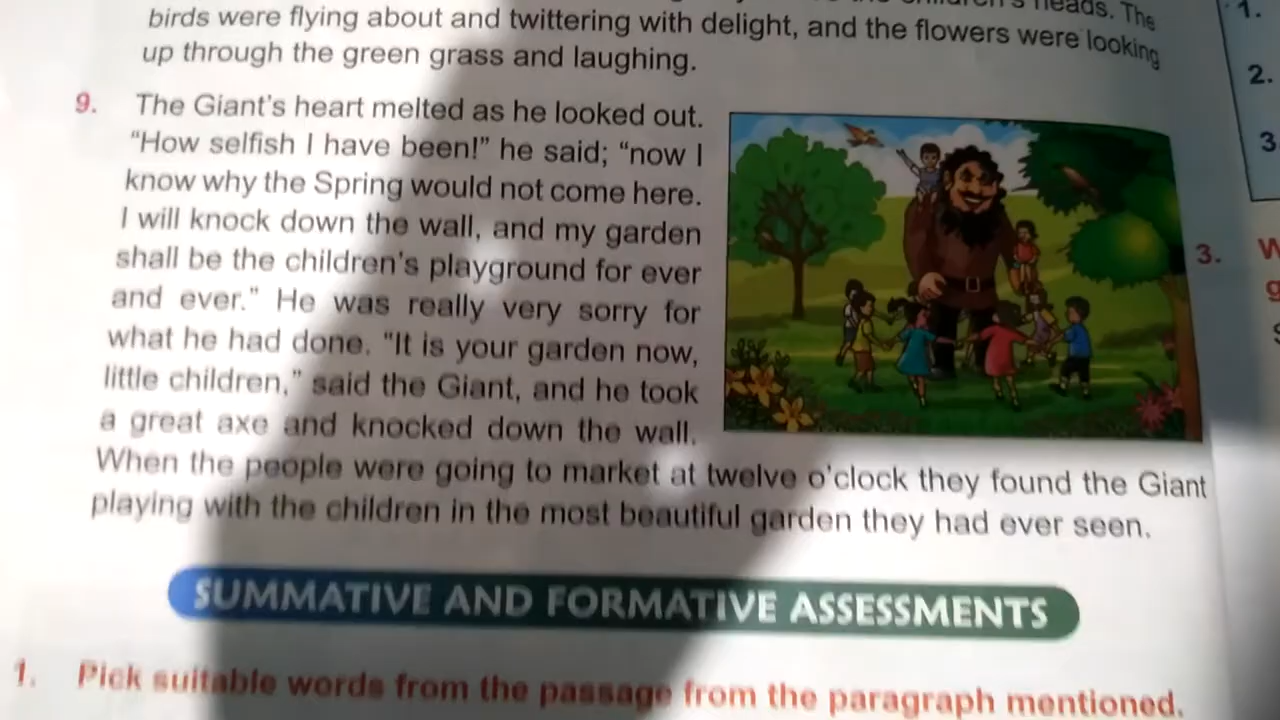 children's heads. The
birds were flying about and twittering with delight, and the flowers were looking
up through the green grass and laughing.
9. The Giant's heart melted as he looked out.
"How selfish I have been!" he said; "now I
know why the Spring would not come here.
I will knock down the wall, and my garden
shall be the children's playground for ever
and ever." He was really very sorry for
what he had done. "It is your garden now,
little children," said the Giant, and he took
a great axe and knocked down the wall.
When the people were going to market at twelve o'clock they found the Giant
playing with the children in the most beautiful garden they had ever seen.
SUMMATIVE AND FORMATIVE ASSESSMENTS
1. Pick suitable words from the passage from the paragraph mentioned.
1.
2.
3
3.